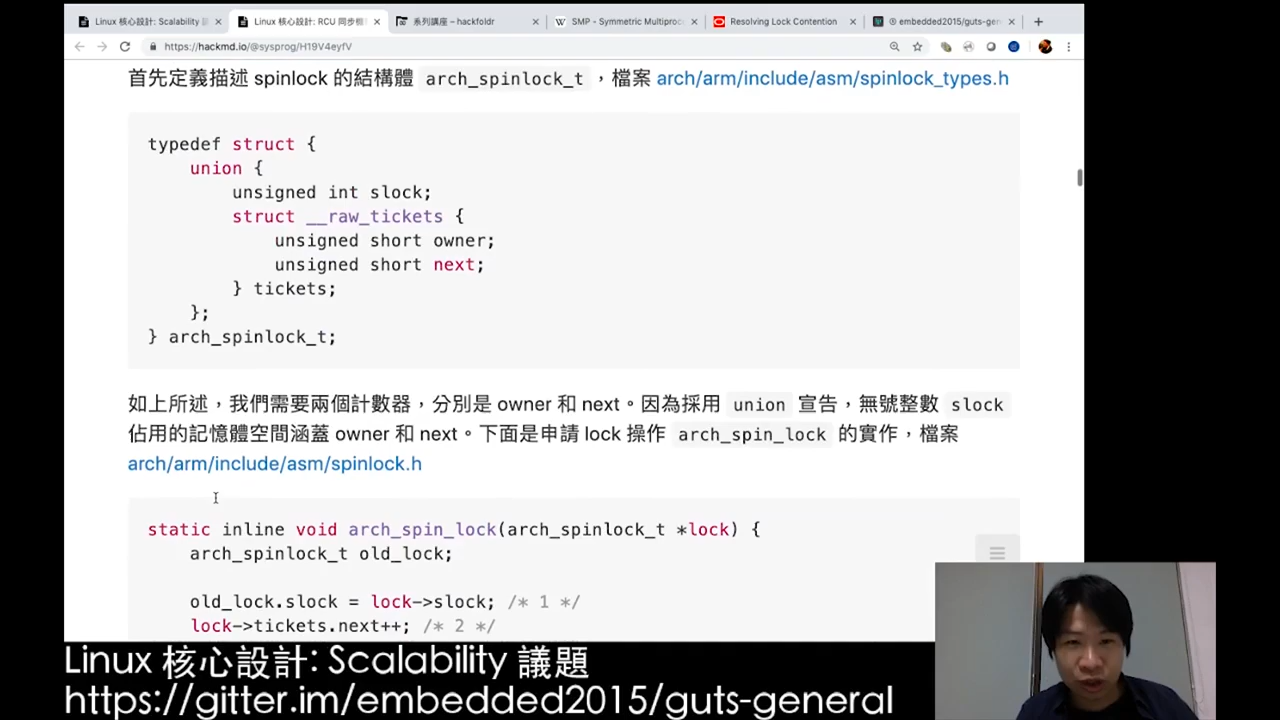 Linux 核心設計: Scalability 議題
Linux 核心設計: RCU 同步機
系列講座 – hackfoldr
SMP - Symmetric Multiproc
Resolving Lock Contention
embedded2015/guts-gen
https://hackmd.io/@sysprog/H19V4eyfV
首先定義描述 spinlock 的結構體 arch_spinlock_t ，檔案 arch/arm/include/asm/spinlock_types.h
typedef struct {
union {
unsigned int slock;
struct __raw_tickets {
unsigned short owner;
unsigned short next;
} tickets;
};
} arch_spinlock_t;
如上所述，我們需要兩個計數器，分別是 owner 和 next。因為採用 union 宣告，無號整數 slock
佔用的記憶體空間涵蓋 owner 和 next。下面是申請 lock 操作 arch_spin_lock 的實作，檔案
arch/arm/include/asm/spinlock.h
static inline void arch_spin_lock(arch_spinlock_t *lock) {
arch_spinlock_t old_lock;
old_lock.slock = lock->slock; /* 1 */
lock->tickets.next++; /* 2 */
Linux 核心設計: Scalability 議題
https://gitter.im/embedded2015/guts-general